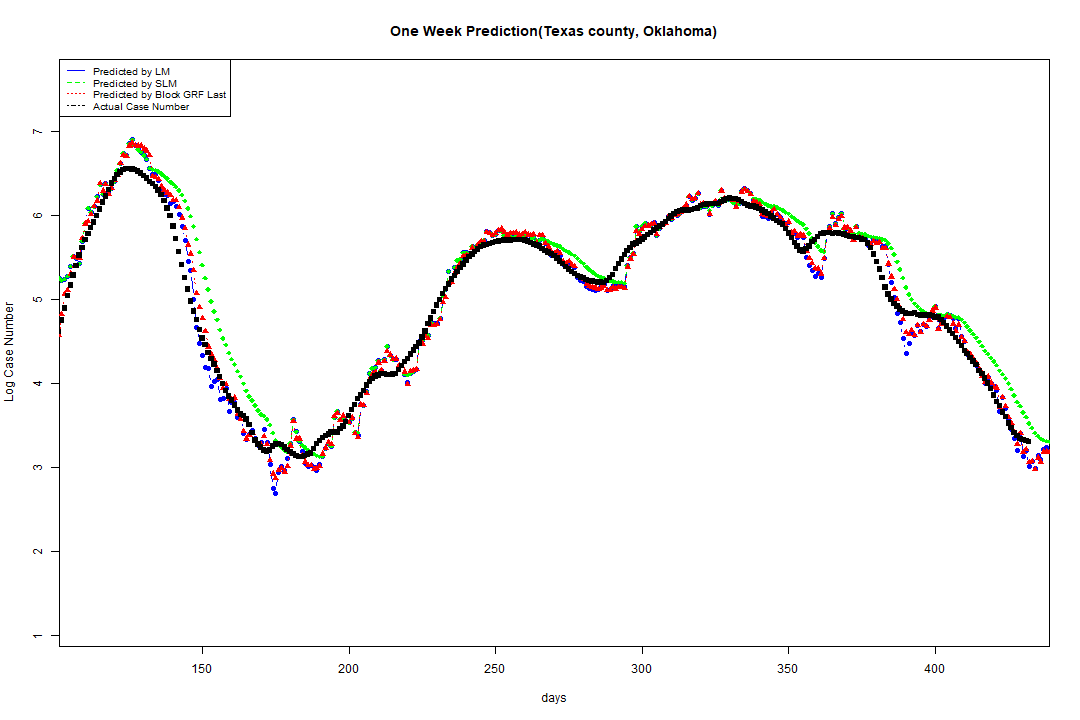 One Week Prediction(Texas county, Oklahoma)
Predicted by LM
Predicted by SLM
Predicted by Block GRF Last
Actual Case Number
7
6
5
4
3
2
1
Log Case Number
150 200 250 300 350 400
days